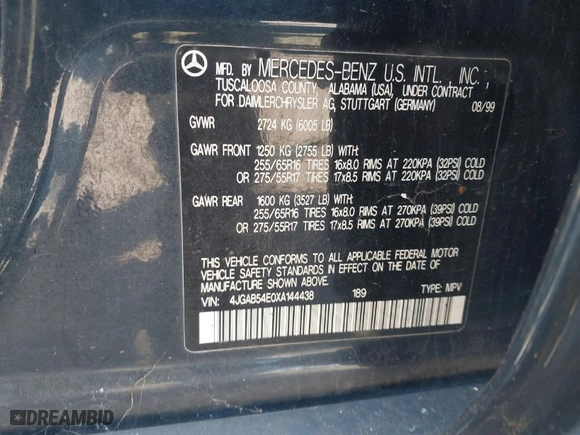 MFD. BY MERCEDES-BENZ U.S. INTL., INC.,
TUSCALOOSA COUNTY, ALABAMA (USA), UNDER CONTRACT
FOR DAIMLERCHRYSLER AG, STUTTGART (GERMANY) 08/99
GVWR 2724 KG (6005 LB)
GAWR FRONT 1250 KG (2755 LB) WITH:
255/65R16 TIRES 16x8.0 RIMS AT 220KPA (32PSI) COLD
OR 275/55R17 TIRES 17x8.5 RIMS AT 220KPA (32PSI) COLD
GAWR REAR 1600 KG (3527 LB) WITH:
255/65R16 TIRES 16x8.0 RIMS AT 270KPA (39PSI) COLD
OR 275/55R17 TIRES 17x8.5 RIMS AT 270KPA (39PSI) COLD
THIS VEHICLE CONFORMS TO ALL APPLICABLE FEDERAL MOTOR
VEHICLE SAFETY STANDARDS IN EFFECT ON THE DATE OF
MANUFACTURE SHOWN ABOVE.
VIN: 4JGAB54E0XA144438 189 TYPE: MPV
DREAMBID